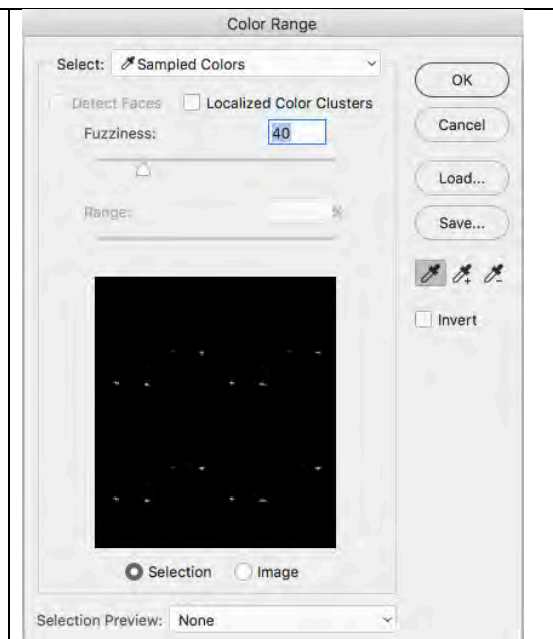 Color Range
Select: Sampled Colors
Detect Faces Localized Color Clusters
Fuzziness: 40
Range: %
OK
Cancel
Load...
Save...
Invert
Selection Image
Selection Preview: None